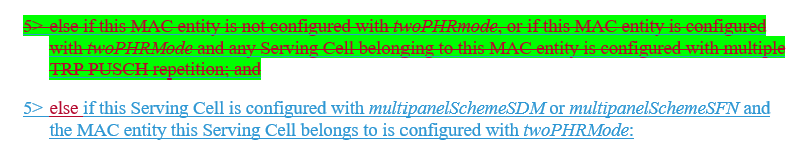 5> else if this MAC entity is not configured with twoPHRmode, or if this MAC entity is configured
with twoPHRMode and any Serving Cell belonging to this MAC entity is configured with multiple
TRP PUSCH repetition; and
5> else if this Serving Cell is configured with multipanelSchemeSDM or multipanelSchemeSFN and
the MAC entity this Serving Cell belongs to is configured with twoPHRMode: